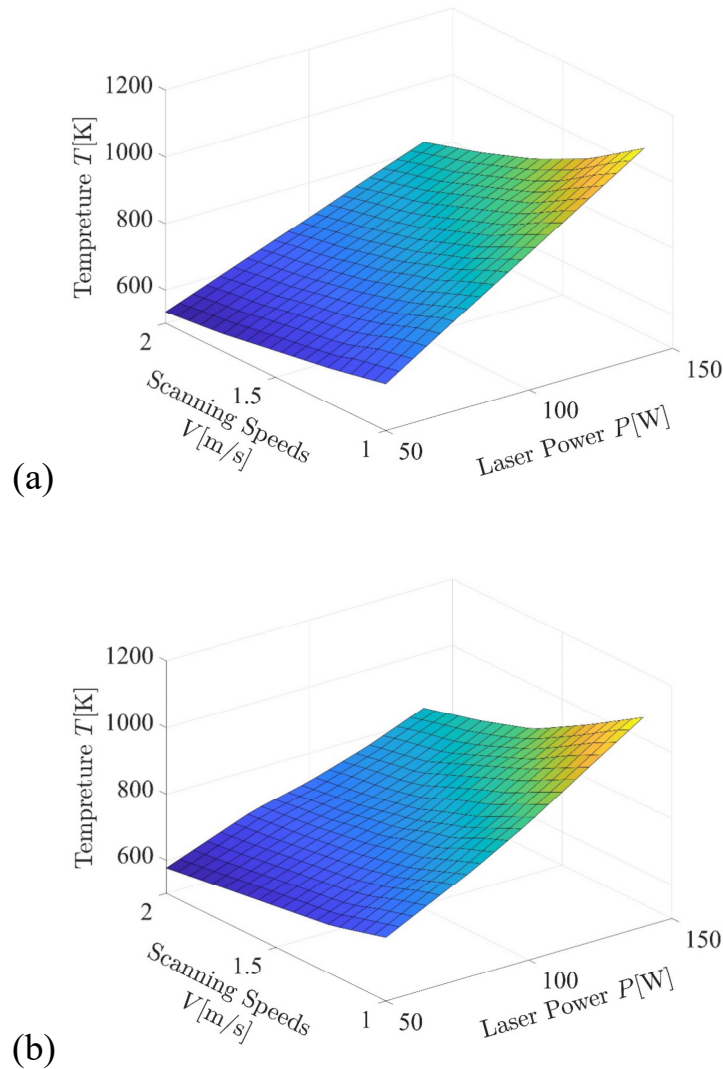 1200
1000
800
600
Tempreture T[K]
2
1.5
1
Scanning Speeds
V[m/s]
50
100
150
Laser Power P[W]
(a)
1200
1000
800
600
Tempreture T[K]
2
1.5
1
Scanning Speeds
V[m/s]
50
100
150
Laser Power P[W]
(b)